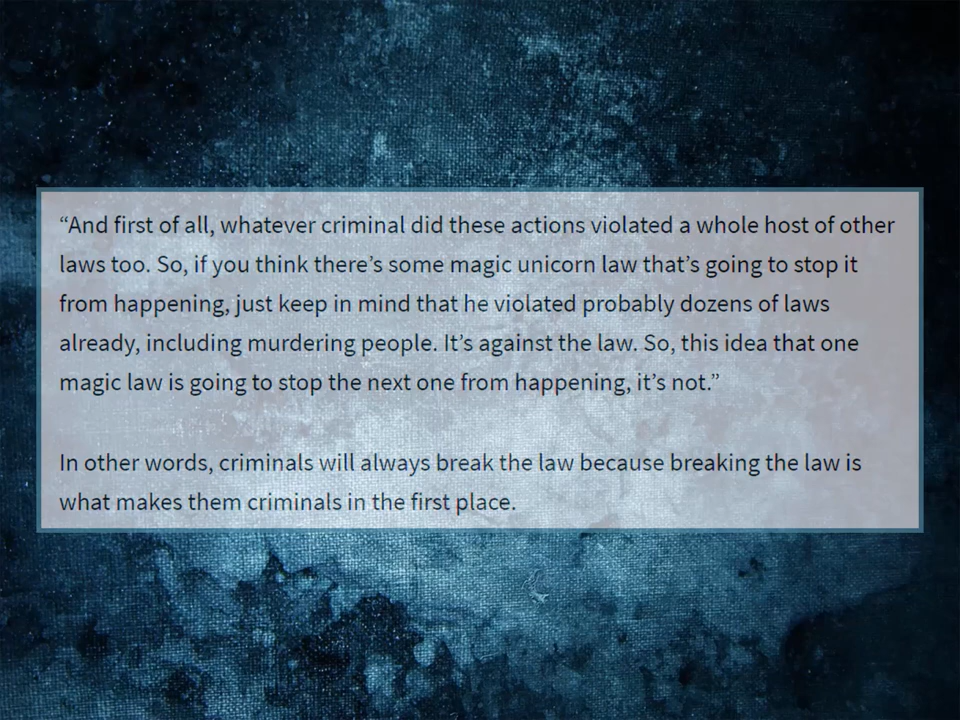 “And first of all, whatever criminal did these actions violated a whole host of other
laws too. So, if you think there’s some magic unicorn law that’s going to stop it
from happening, just keep in mind that he violated probably dozens of laws
already, including murdering people. It’s against the law. So, this idea that one
magic law is going to stop the next one from happening, it’s not.”
In other words, criminals will always break the law because breaking the law is
what makes them criminals in the first place.